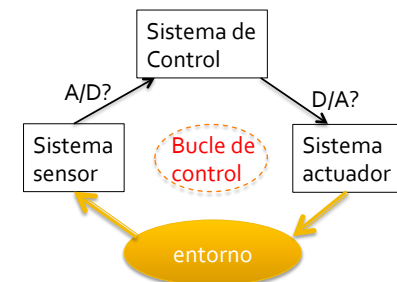 Sistema de
Control
A/D?
D/A?
Sistema
sensor
Bucle de
control
Sistema
actuador
entorno